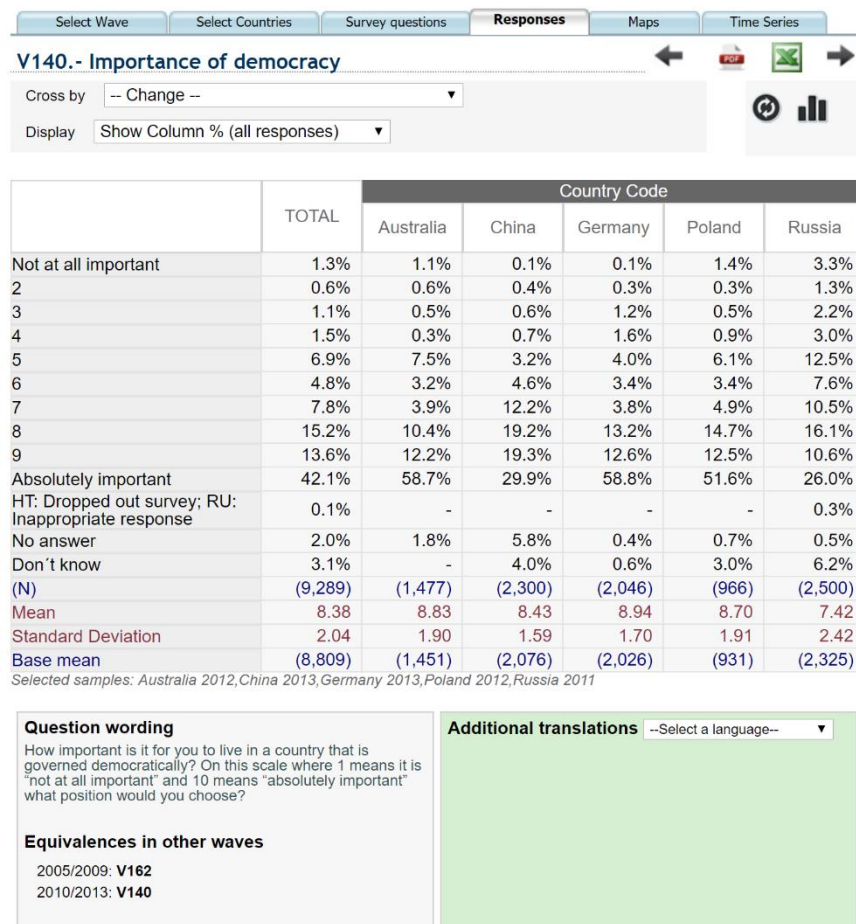 Select Wave Select Countries Survey questions Responses Maps Time Series
V140.- Importance of democracy
PDF
Cross by -- Change --
Display Show Column % (all responses)
Country Code
TOTAL Australia China Germany Poland Russia
Not at all important 1.3% 1.1% 0.1% 0.1% 1.4% 3.3%
2 0.6% 0.6% 0.4% 0.3% 0.3% 1.3%
3 1.1% 0.5% 0.6% 1.2% 0.5% 2.2%
4 1.5% 0.3% 0.7% 1.6% 0.9% 3.0%
5 6.9% 7.5% 3.2% 4.0% 6.1% 12.5%
6 4.8% 3.2% 4.6% 3.4% 3.4% 7.6%
7 7.8% 3.9% 12.2% 3.8% 4.9% 10.5%
8 15.2% 10.4% 19.2% 13.2% 14.7% 16.1%
9 13.6% 12.2% 19.3% 12.6% 12.5% 10.6%
Absolutely important 42.1% 58.7% 29.9% 58.8% 51.6% 26.0%
HT: Dropped out survey; RU:
Inappropriate response 0.1% - - - - 0.3%
No answer 2.0% 1.8% 5.8% 0.4% 0.7% 0.5%
Don´t know 3.1% - 4.0% 0.6% 3.0% 6.2%
(N) (9,289) (1,477) (2,300) (2,046) (966) (2,500)
Mean 8.38 8.83 8.43 8.94 8.70 7.42
Standard Deviation 2.04 1.90 1.59 1.70 1.91 2.42
Base mean (8,809) (1,451) (2,076) (2,026) (931) (2,325)
Selected samples: Australia 2012,China 2013,Germany 2013,Poland 2012,Russia 2011
Question wording
How important is it for you to live in a country that is
governed democratically? On this scale where 1 means it is
“not at all important” and 10 means “absolutely important”
what position would you choose?
Equivalences in other waves
2005/2009: V162
2010/2013: V140
Additional translations --Select a language--